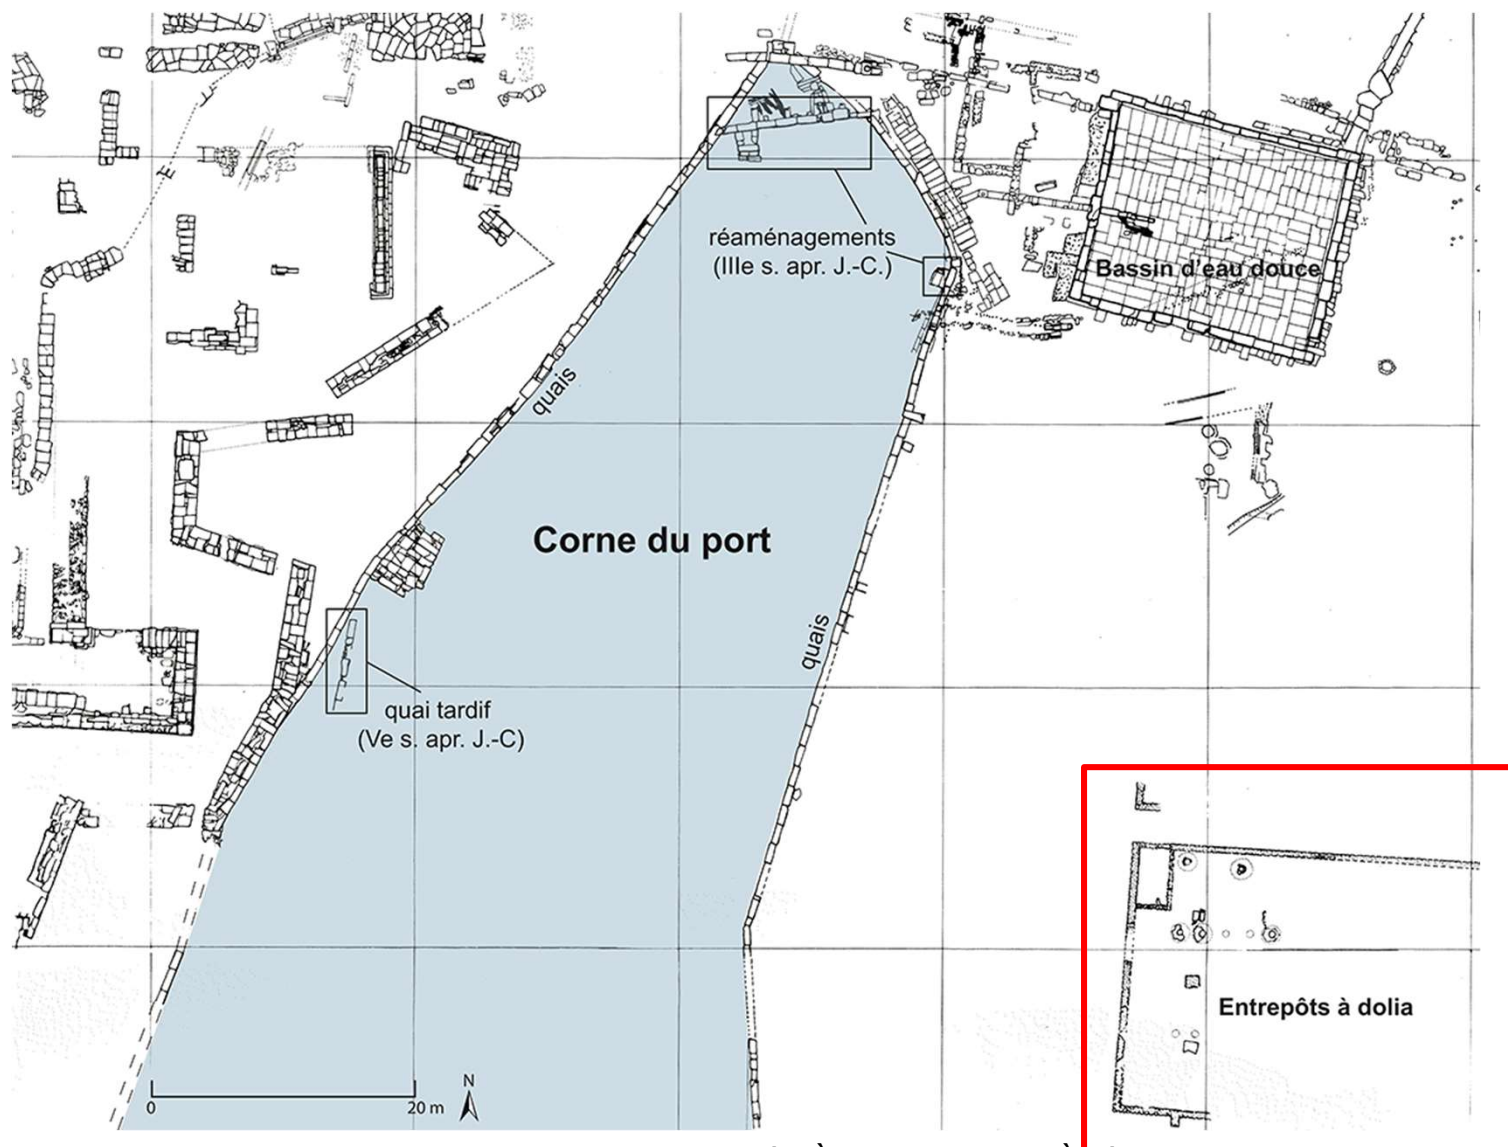 réaménagements
(IIIe s. apr. J.-C.)
Bassin d'eau douce
quais
Corne du port
quais
quai tardif
(Ve s. apr. J.-C)
Entrepôts à dolia
N
0 20 m